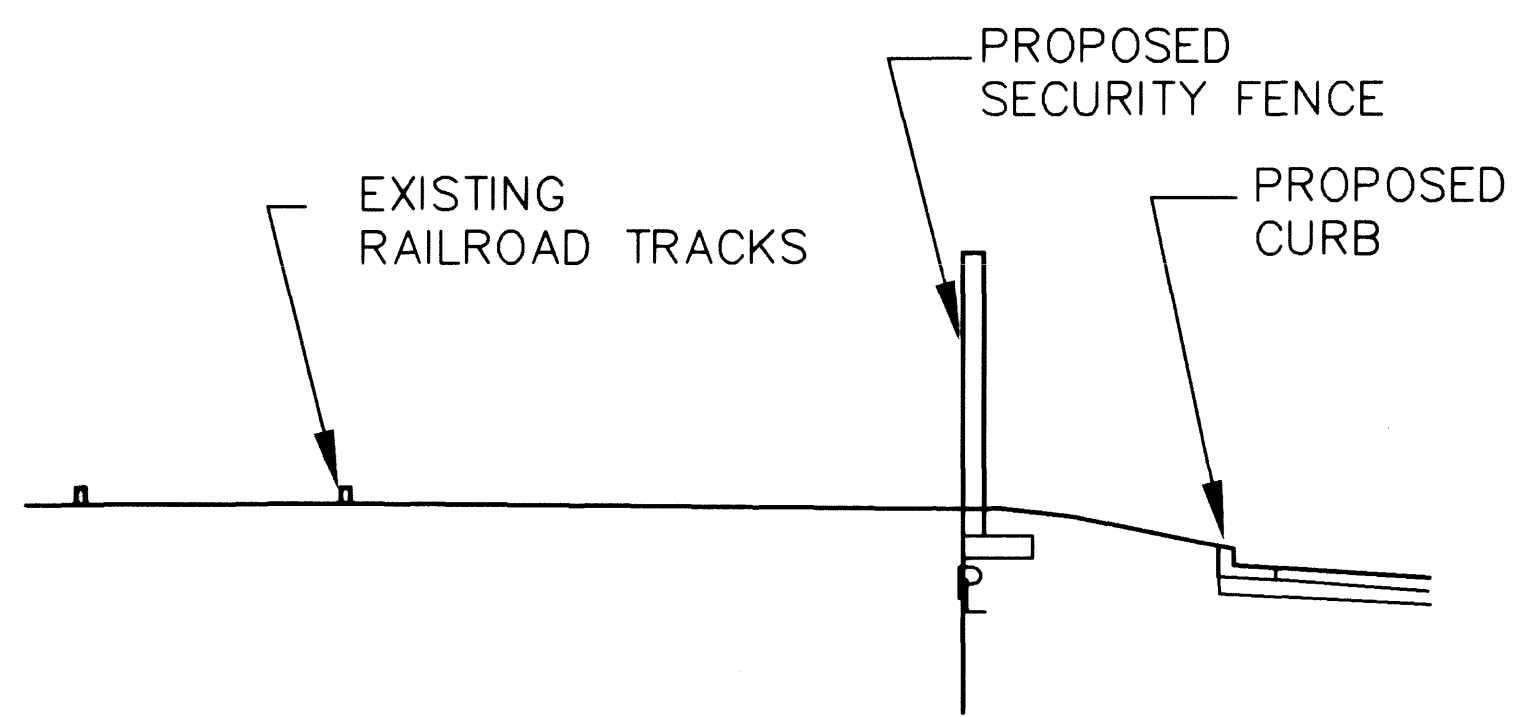 PROPOSED
SECURITY FENCE
EXISTING
RAILROAD TRACKS
PROPOSED
CURB